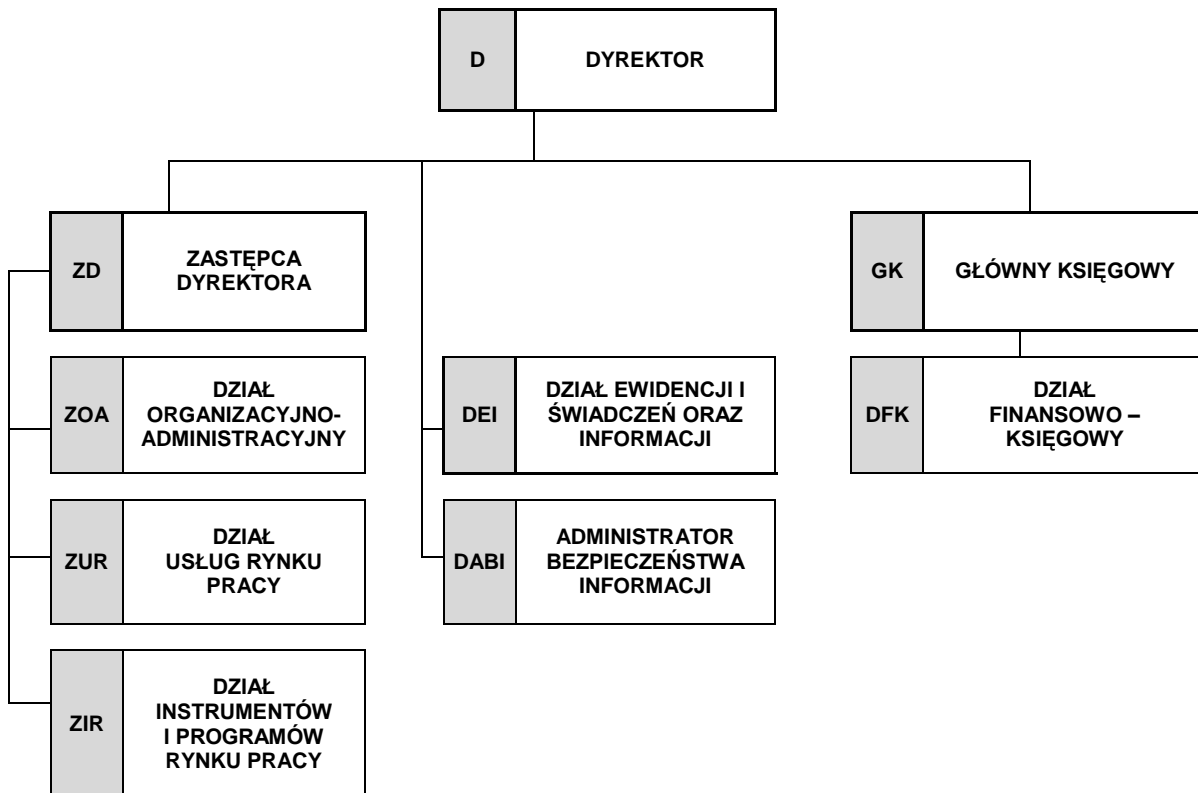 D
DYREKTOR
ZD
ZASTĘPCA
DYREKTORA
GK
GŁÓWNY KSIĘGOWY
ZOA
DZIAŁ
ORGANIZACYJNO-
ADMINISTRACYJNY
DEI
DZIAŁ EWIDENCJI I
ŚWIADCZEŃ ORAZ
INFORMACJI
DFK
DZIAŁ
FINANSOWO –
KSIĘGOWY
ZUR
DZIAŁ
USŁUG RYNKU
PRACY
DABI
ADMINISTRATOR
BEZPIECZEŃSTWA
INFORMACJI
ZIR
DZIAŁ
INSTRUMENTÓW
I PROGRAMÓW
RYNKU PRACY